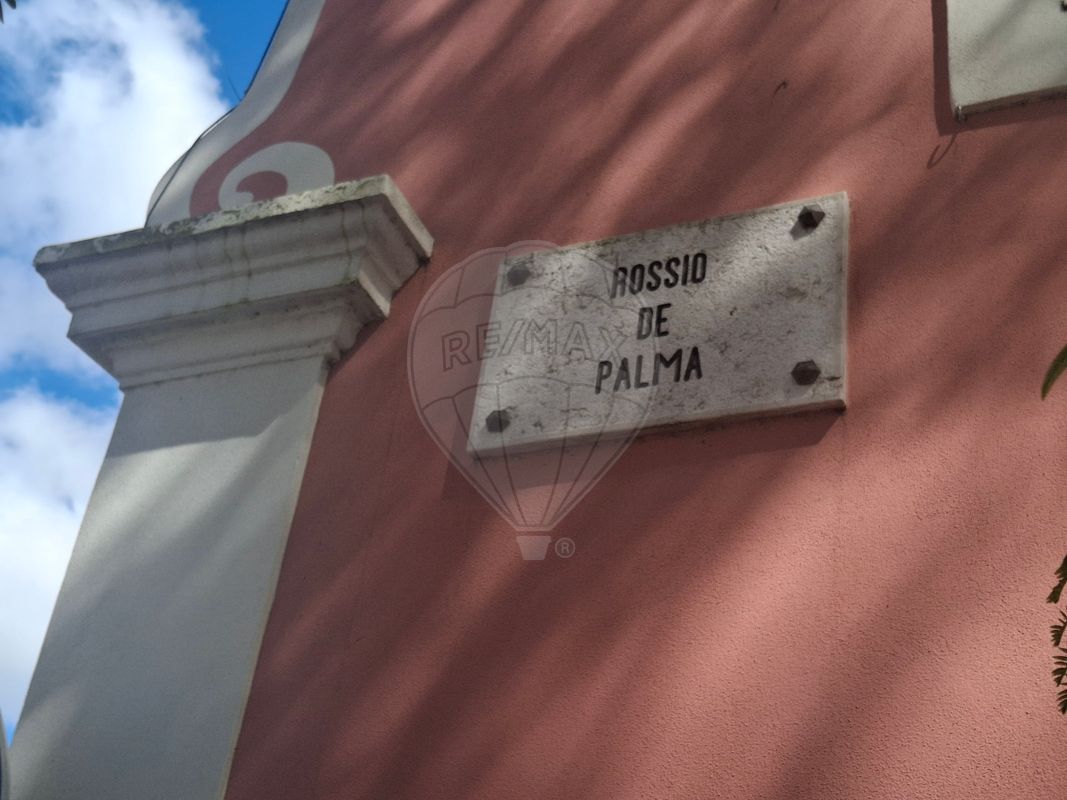 ROSSIO
DE
PALMA
RE/MAX
®